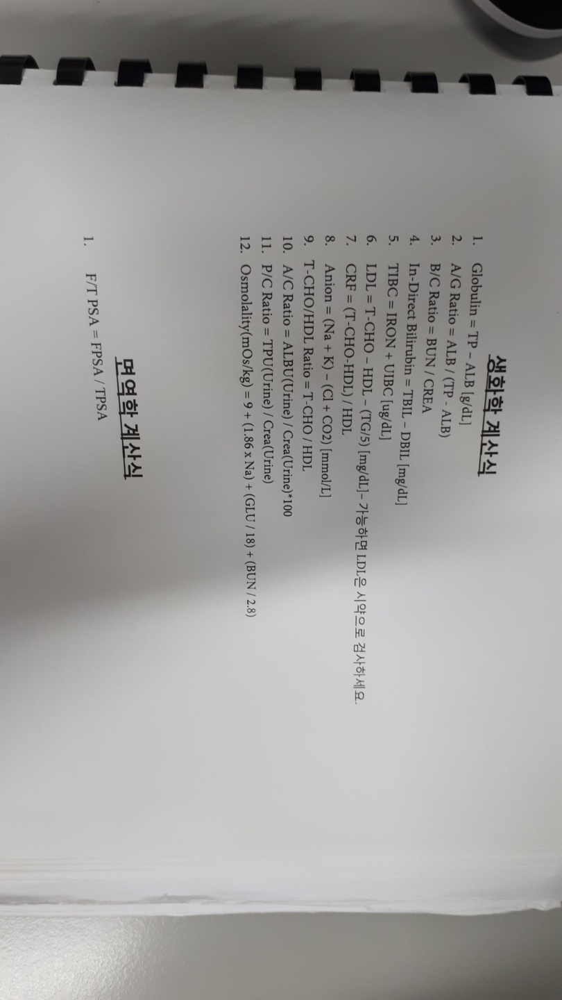 생화학 계산식
1. Globulin = TP – ALB [g/dL]
2. A/G Ratio = ALB / (TP - ALB)
3. B/C Ratio = BUN / CREA
4. In-Direct Bilirubin = TBIL – DBIL [mg/dL]
5. TIBC = IRON + UIBC [ug/dL]
6. LDL = T-CHO – HDL – (TG/5) [mg/dL]– 가능하면 LDL은 시약으로 검사하세요.
7. CRF = (T-CHO-HDL) / HDL
8. Anion = (Na + K) – (Cl + CO2) [mmol/L]
9. T-CHO/HDL Ratio = T-CHO / HDL
10. A/C Ratio = ALBU(Urine) / Crea(Urine)*100
11. P/C Ratio = TPU(Urine) / Crea(Urine)
12. Osmolality(mOs/kg) = 9 + (1.86 x Na) + (GLU / 18) + (BUN / 2.8)
면역학 계산식
1. F/T PSA = FPSA / TPSA